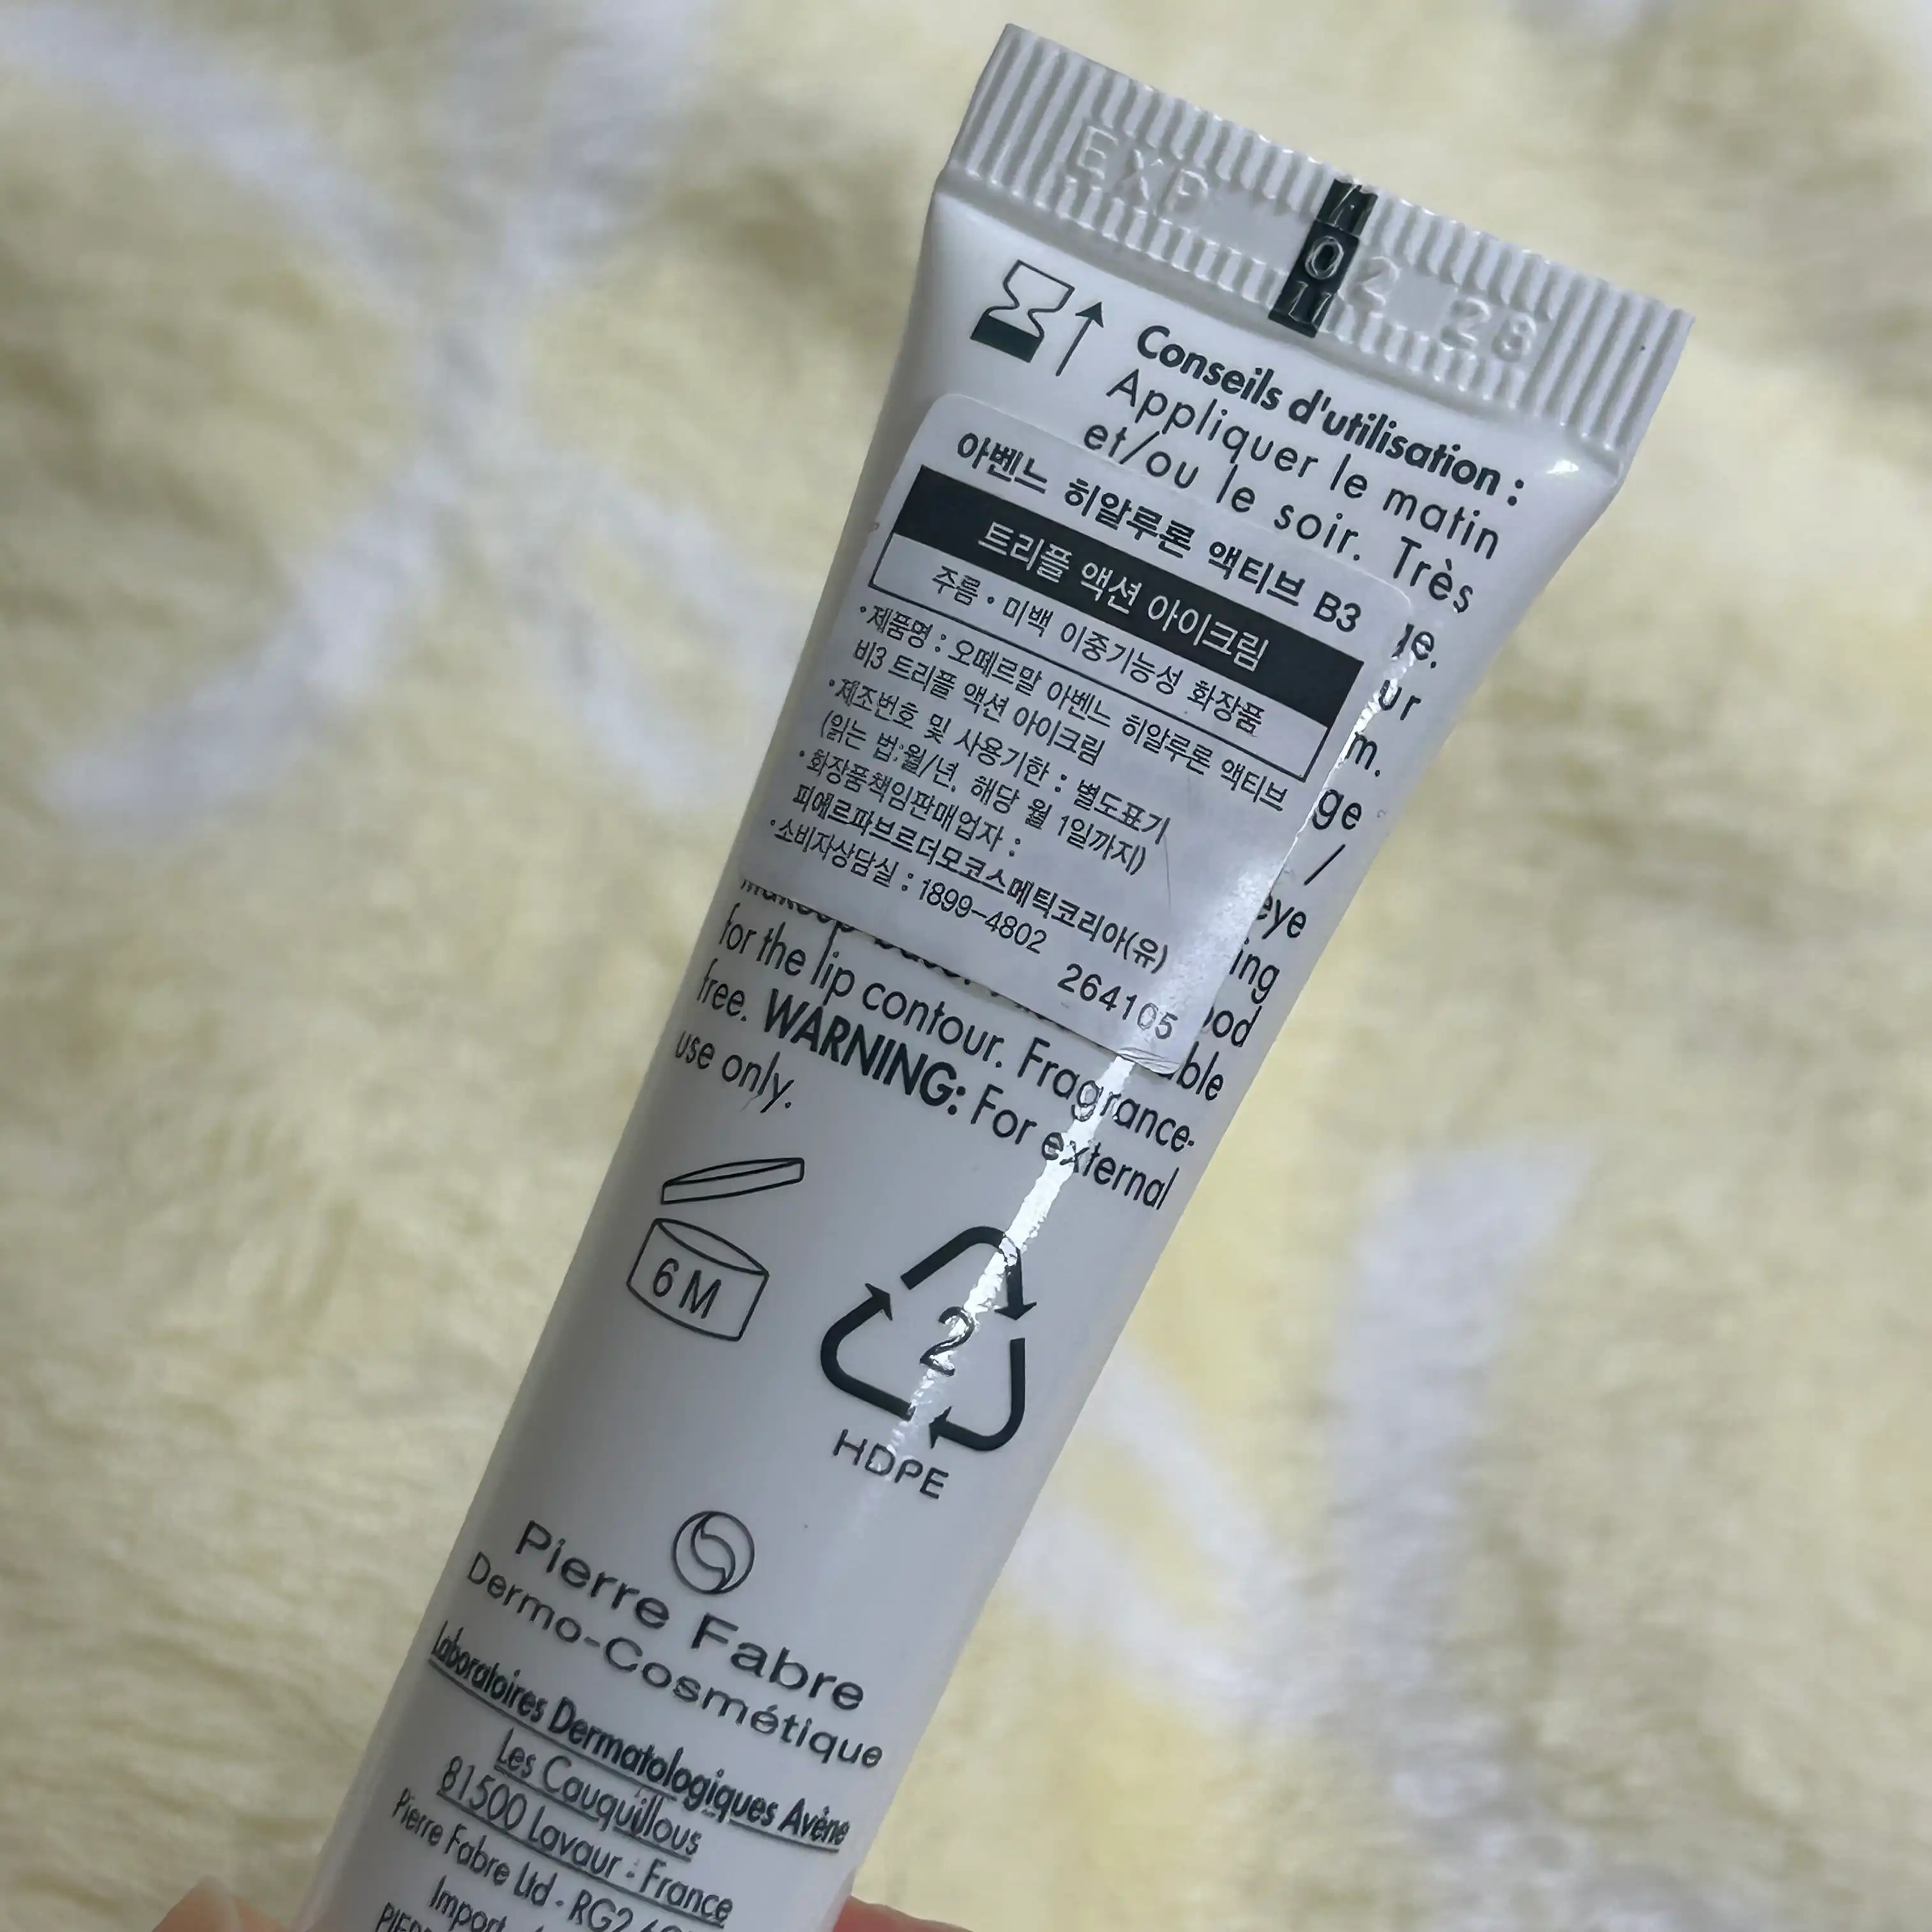 EXP 02 28
Conseils d'utilisation :
Appliquer le matin
et/ou le soir. Très
아벤느 히알루론 액티브 B3
트리플 액션 아이크림
주름 • 미백 이중기능성 화장품
•제품명 : 오떼르말 아벤느 히알루론 액티브
비3 트리플 액션 아이크림
•제조번호 및 사용기한 : 별도표기
(읽는 법:월/년, 해당 월 1일까지)
•화장품책임판매업자 :
피에르파브르더모코스메틱코리아(유)
•소비자상담실 : 1899-4802
264105
for the lip contour. Fragrance-
free. WARNING: For external
use only.
6 M
2
HDPE
Pierre Fabre
Dermo-Cosmétique
Laboratoires Dermatologiques Avène
Les Cauquillous
81500 Lavaur - France
Pierre Fabre Ltd - RG2